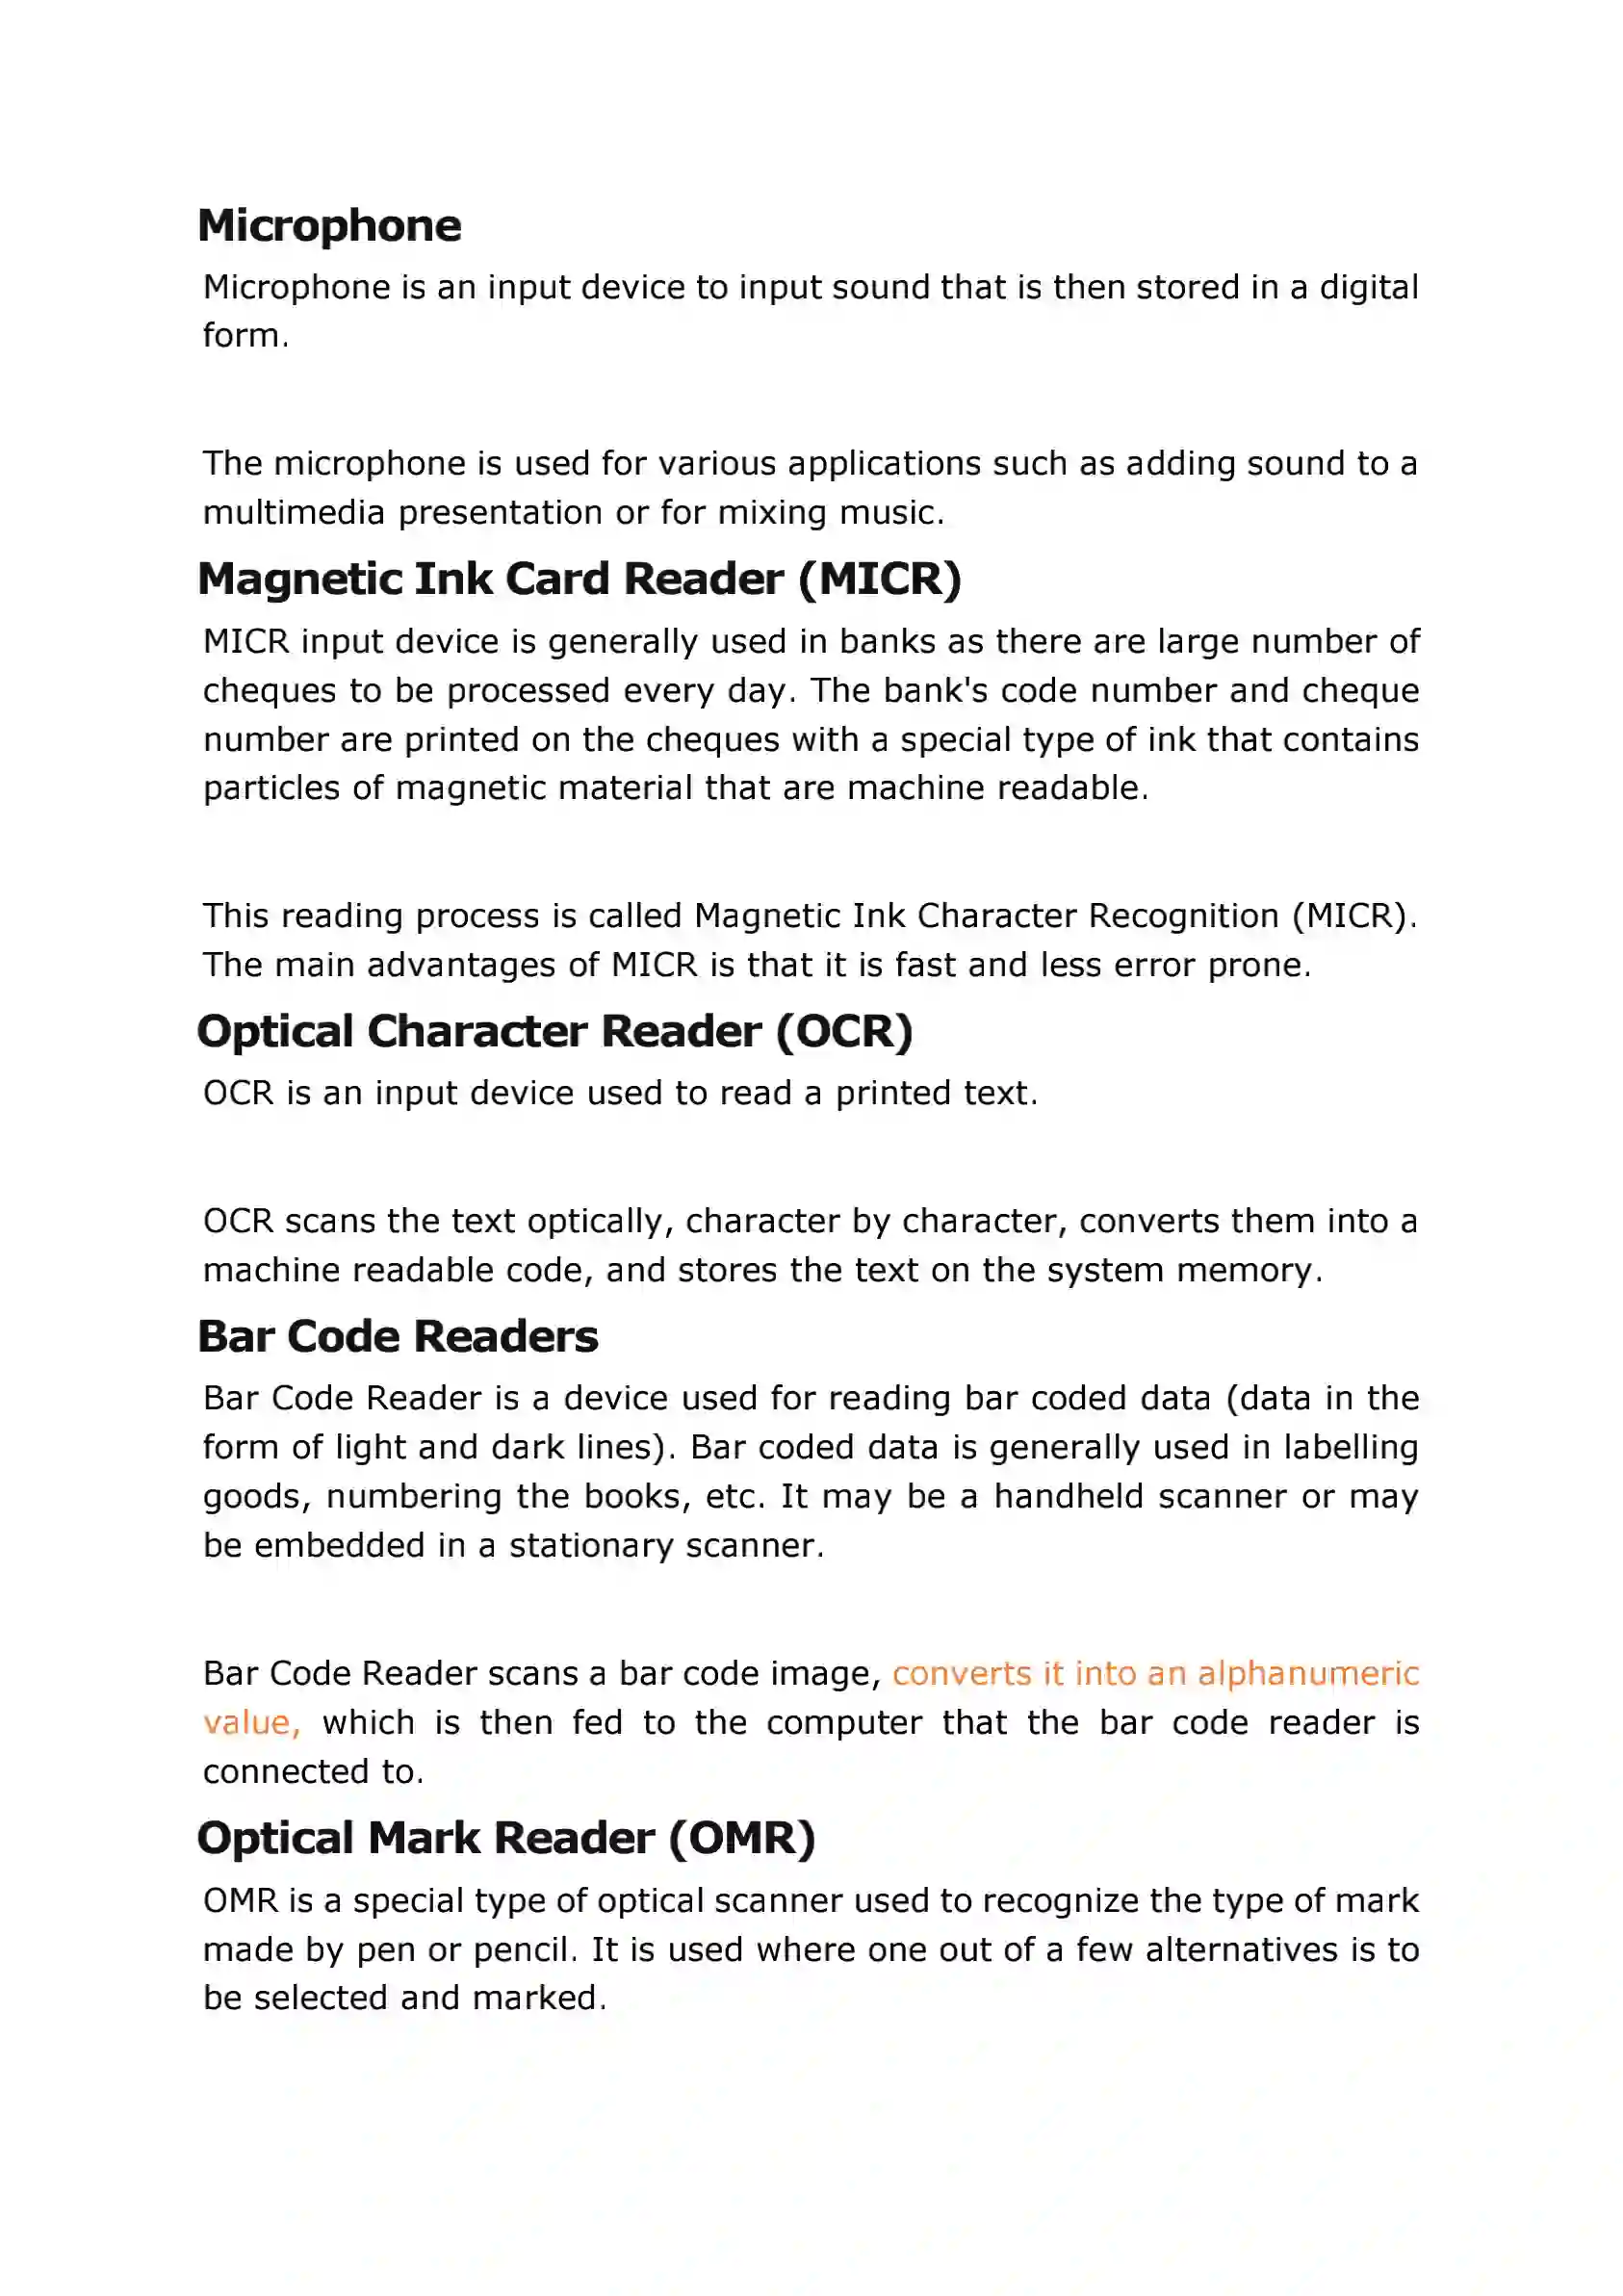 Microphone
Microphone is an input device to input sound that is then stored in a digital
form.
The microphone is used for various applications such as adding sound to a
multimedia presentation or for mixing music.
Magnetic Ink Card Reader (MICR)
MICR input device is generally used in banks as there are large number of
cheques to be processed every day. The bank's code number and cheque
number are printed on the cheques with a special type of ink that contains
particles of magnetic material that are machine readable.
This reading process is called Magnetic Ink Character Recognition (MICR).
The main advantages of MICR is that it is fast and less error prone.
Optical Character Reader (OCR)
OCR is an input device used to read a printed text.
OCR scans the text optically, character by character, converts them into a
machine readable code, and stores the text on the system memory.
Bar Code Readers
Bar Code Reader is a device used for reading bar coded data (data in the
form of light and dark lines). Bar coded data is generally used in labelling
goods, numbering the books, etc. It may be a handheld scanner or may
be embedded in a stationary scanner.
Bar Code Reader scans a bar code image, converts it into an alphanumeric
value, which is then fed to the computer that the bar code reader is
connected to.
Optical Mark Reader (OMR)
OMR is a special type of optical scanner used to recognize the type of mark
made by pen or pencil. It is used where one out of a few alternatives is to
be selected and marked.